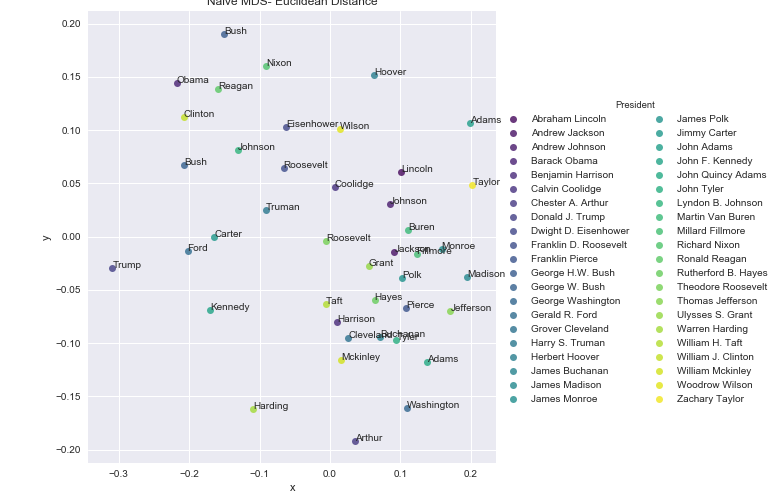 Naive MDS- Euclidean Distance
0.20
0.15
0.10
0.05
0.00
−0.05
−0.10
−0.15
−0.20
y
Bush
Nixon
Hoover
Obama
Reagan
Clinton
Eisenhower
Wilson
Adams
Johnson
Bush
Roosevelt
Lincoln
Coolidge
Taylor
Johnson
Truman
Buren
Carter
Roosevelt
Ford
Jackson
Fillmore
Monroe
Trump
Grant
Polk
Madison
Kennedy
Taft
Hayes
Pierce
Jefferson
Harrison
Cleveland
Buchanan
Tyler
Mckinley
Adams
Harding
Washington
Arthur
−0.3
−0.2
−0.1
0.0
0.1
0.2
x
President
Abraham Lincoln
Andrew Jackson
Andrew Johnson
Barack Obama
Benjamin Harrison
Calvin Coolidge
Chester A. Arthur
Donald J. Trump
Dwight D. Eisenhower
Franklin D. Roosevelt
Franklin Pierce
George H.W. Bush
George W. Bush
George Washington
Gerald R. Ford
Grover Cleveland
Harry S. Truman
Herbert Hoover
James Buchanan
James Madison
James Monroe
James Polk
Jimmy Carter
John Adams
John F. Kennedy
John Quincy Adams
John Tyler
Lyndon B. Johnson
Martin Van Buren
Millard Fillmore
Richard Nixon
Ronald Reagan
Rutherford B. Hayes
Theodore Roosevelt
Thomas Jefferson
Ulysses S. Grant
Warren Harding
William H. Taft
William J. Clinton
William Mckinley
Woodrow Wilson
Zachary Taylor